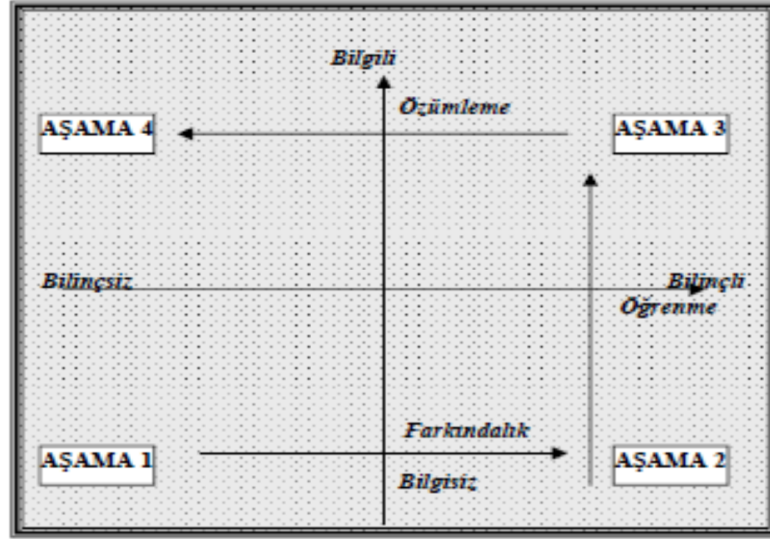 Bilgili
Özümleme
AŞAMA 4
AŞAMA 3
Bilinçsiz
Bilinçli
Öğrenme
Farkındalık
AŞAMA 1
AŞAMA 2
Bilgisiz